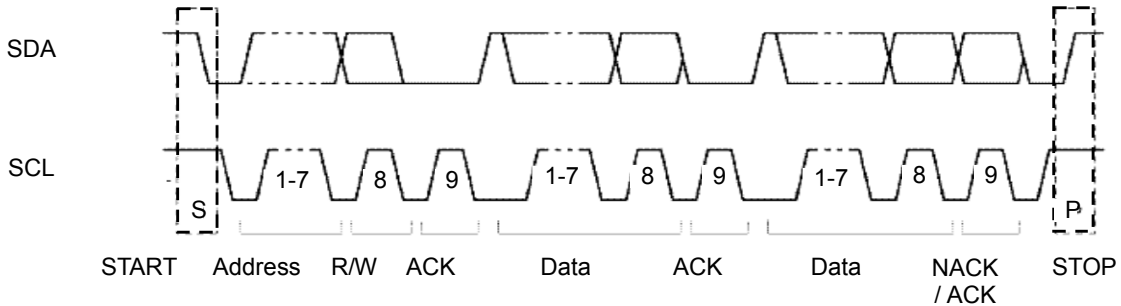 SDA
SCL
1-7 8 9 1-7 8 9 1-7 8 9
S P
START Address R/W ACK Data ACK Data NACK STOP
/ ACK